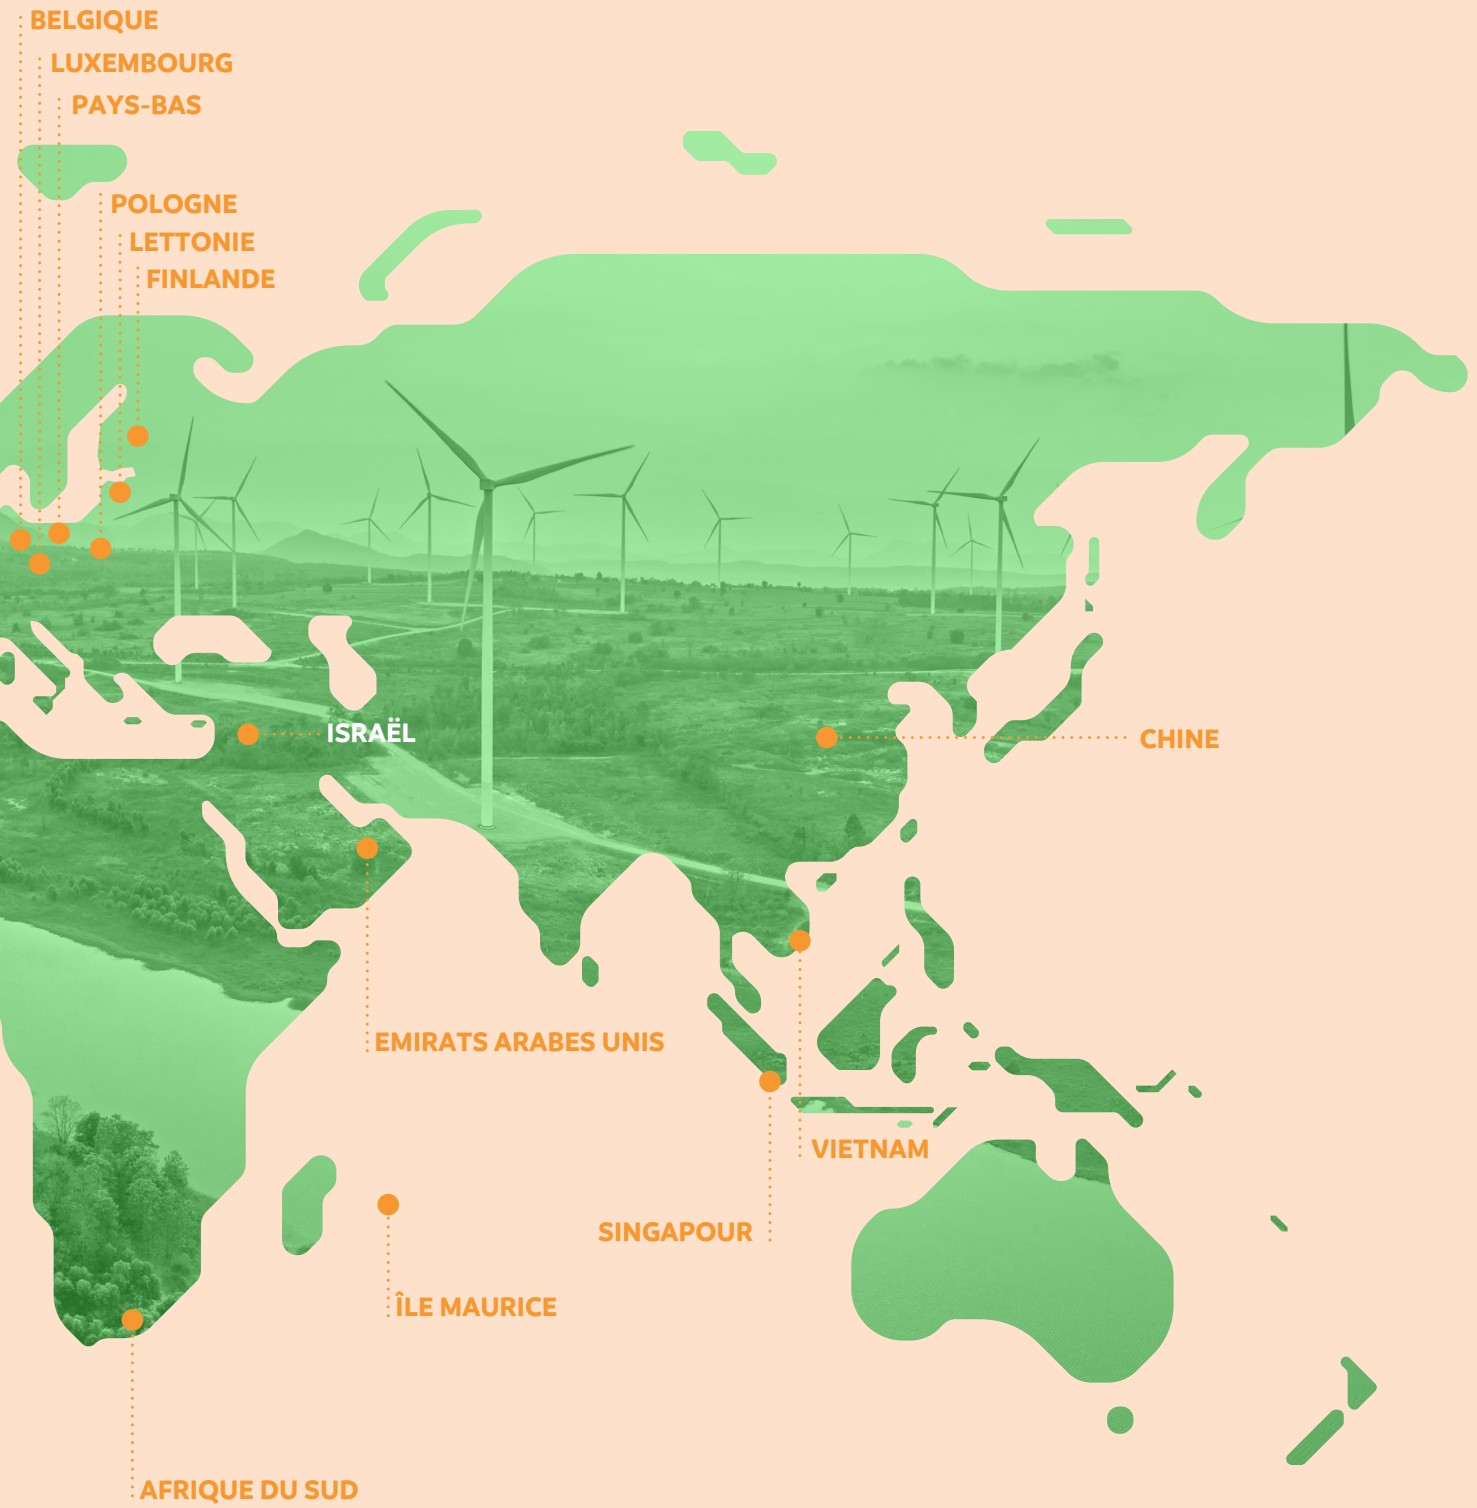 BELGIQUE
LUXEMBOURG
PAYS-BAS
POLOGNE
LETTONIE
FINLANDE
ISRAËL
CHINE
EMIRATS ARABES UNIS
VIETNAM
SINGAPOUR
ÎLE MAURICE
AFRIQUE DU SUD